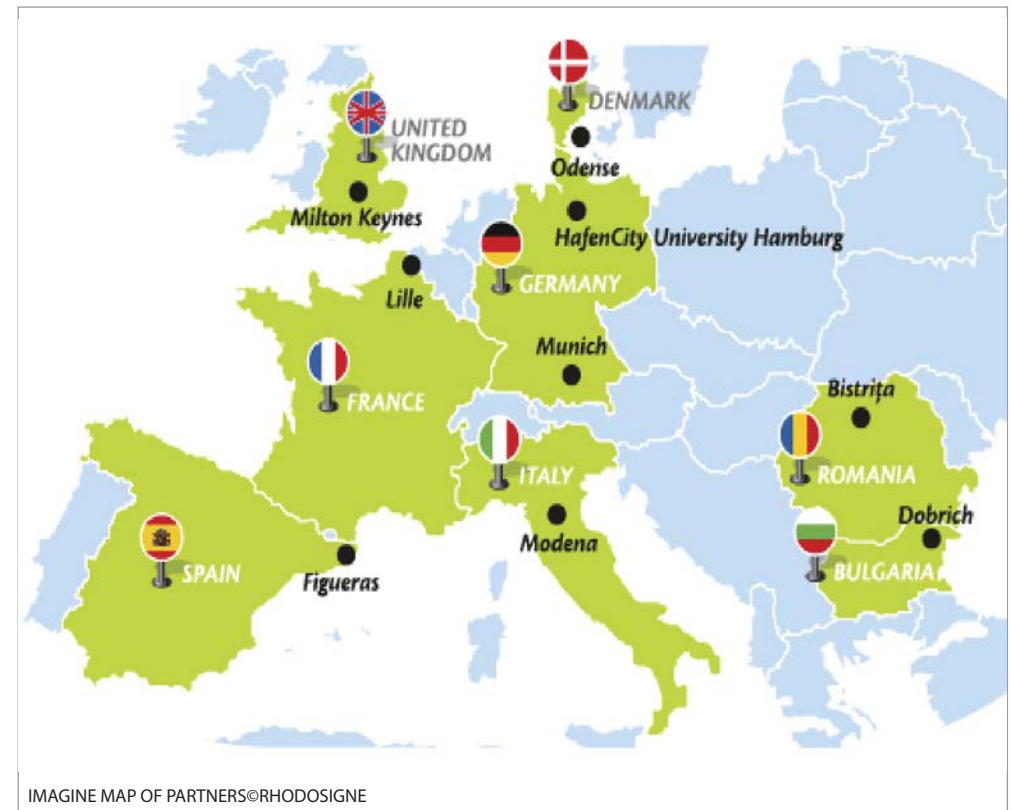 DENMARK
UNITED
KINGDOM
Odense
Milton Keynes
HafenCity University Hamburg
GERMANY
Lille
Munich
FRANCE
Bistrița
ITALY
ROMANIA
Dobrich
Modena
SPAIN
Figueras
BULGARIA
IMAGINE MAP OF PARTNERS©RHODOSIGNE